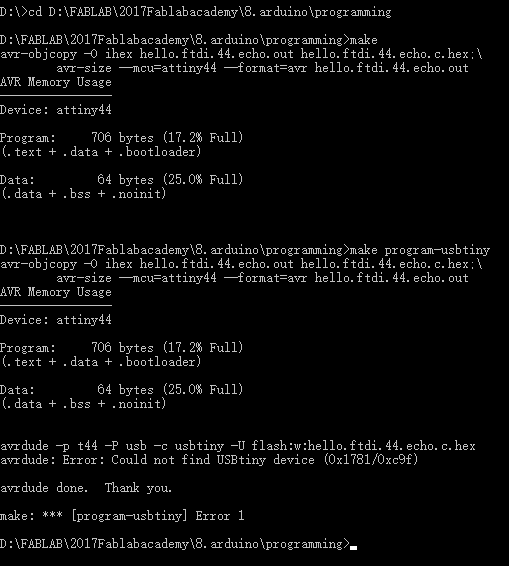 D:\>cd D:\FABLAB\2017Fablabacademy\8.arduino\programming
D:\FABLAB\2017Fablabacademy\8.arduino\programming>make
avr-objcopy -O ihex hello.ftdi.44.echo.out hello.ftdi.44.echo.c.hex;\
avr-size --mcu=attiny44 --format=avr hello.ftdi.44.echo.out
AVR Memory Usage
----------------
Device: attiny44
Program:     706 bytes (17.2% Full)
(.text + .data + .bootloader)
Data:         64 bytes (25.0% Full)
(.data + .bss + .noinit)
D:\FABLAB\2017Fablabacademy\8.arduino\programming>make program-usbtiny
avr-objcopy -O ihex hello.ftdi.44.echo.out hello.ftdi.44.echo.c.hex;\
avr-size --mcu=attiny44 --format=avr hello.ftdi.44.echo.out
AVR Memory Usage
----------------
Device: attiny44
Program:     706 bytes (17.2% Full)
(.text + .data + .bootloader)
Data:         64 bytes (25.0% Full)
(.data + .bss + .noinit)
avrdude -p t44 -P usb -c usbtiny -U flash:w:hello.ftdi.44.echo.c.hex
avrdude: Error: Could not find USBtiny device (0x1781/0xc9f)
avrdude done.  Thank you.
make: *** [program-usbtiny] Error 1
D:\FABLAB\2017Fablabacademy\8.arduino\programming>